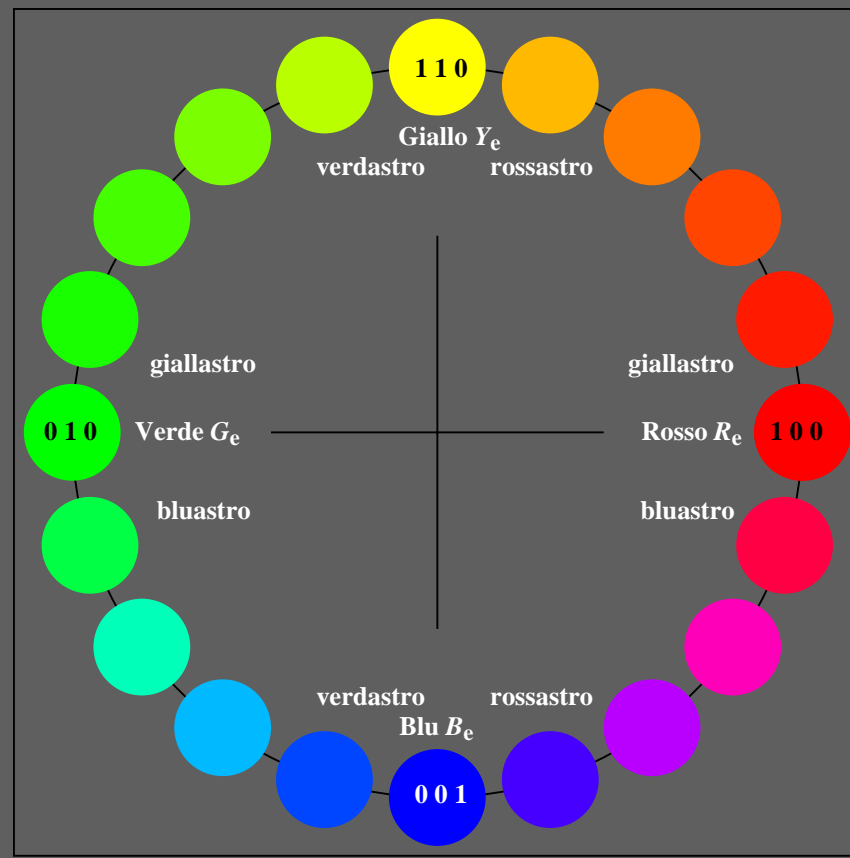 1 1 0
Giallo Yₑ
verdastro rossastro
giallastro giallastro
0 1 0 Verde Gₑ Rosso Rₑ 1 0 0
bluastro bluastro
verdastro rossastro
Blu Bₑ
0 0 1